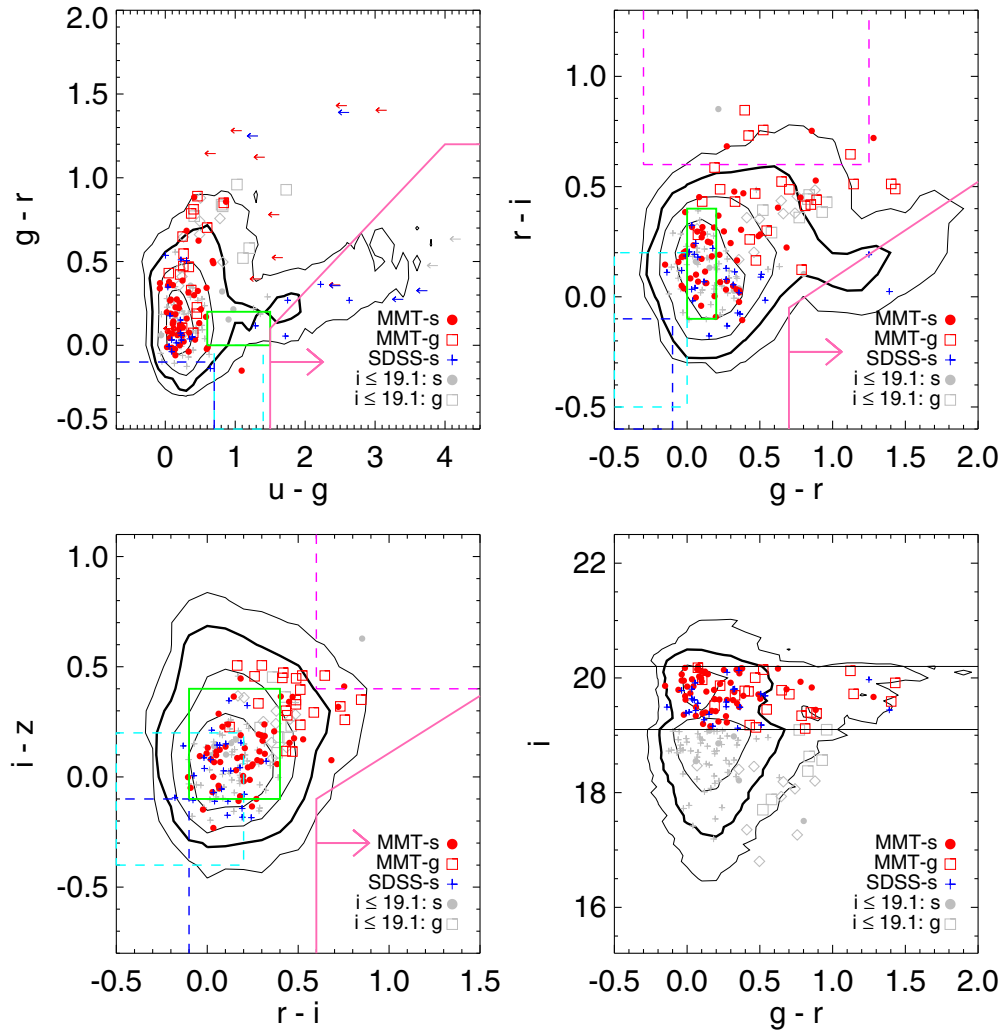 2.0
1.5
1.0
0.5
0.0
-0.5
g - r
0 1 2 3 4
u - g
MMT-s
MMT-g
SDSS-s
i ≤ 19.1: s
i ≤ 19.1: g
1.0
0.5
0.0
-0.5
r - i
-0.5 0.0 0.5 1.0 1.5 2.0
g - r
MMT-s
MMT-g
SDSS-s
i ≤ 19.1: s
i ≤ 19.1: g
1.0
0.5
0.0
-0.5
i - z
-0.5 0.0 0.5 1.0 1.5
r - i
MMT-s
MMT-g
SDSS-s
i ≤ 19.1: s
i ≤ 19.1: g
22
20
18
16
i
-0.5 0.0 0.5 1.0 1.5 2.0
g - r
MMT-s
MMT-g
SDSS-s
i ≤ 19.1: s
i ≤ 19.1: g